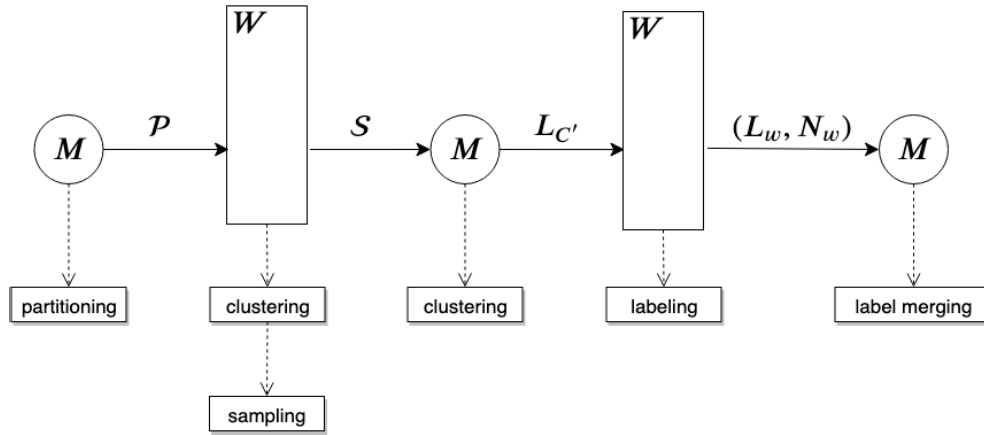 W
W
M
𝒫
𝒮
M
L_{C'}
(L_w, N_w)
M
partitioning
clustering
clustering
labeling
label merging
sampling